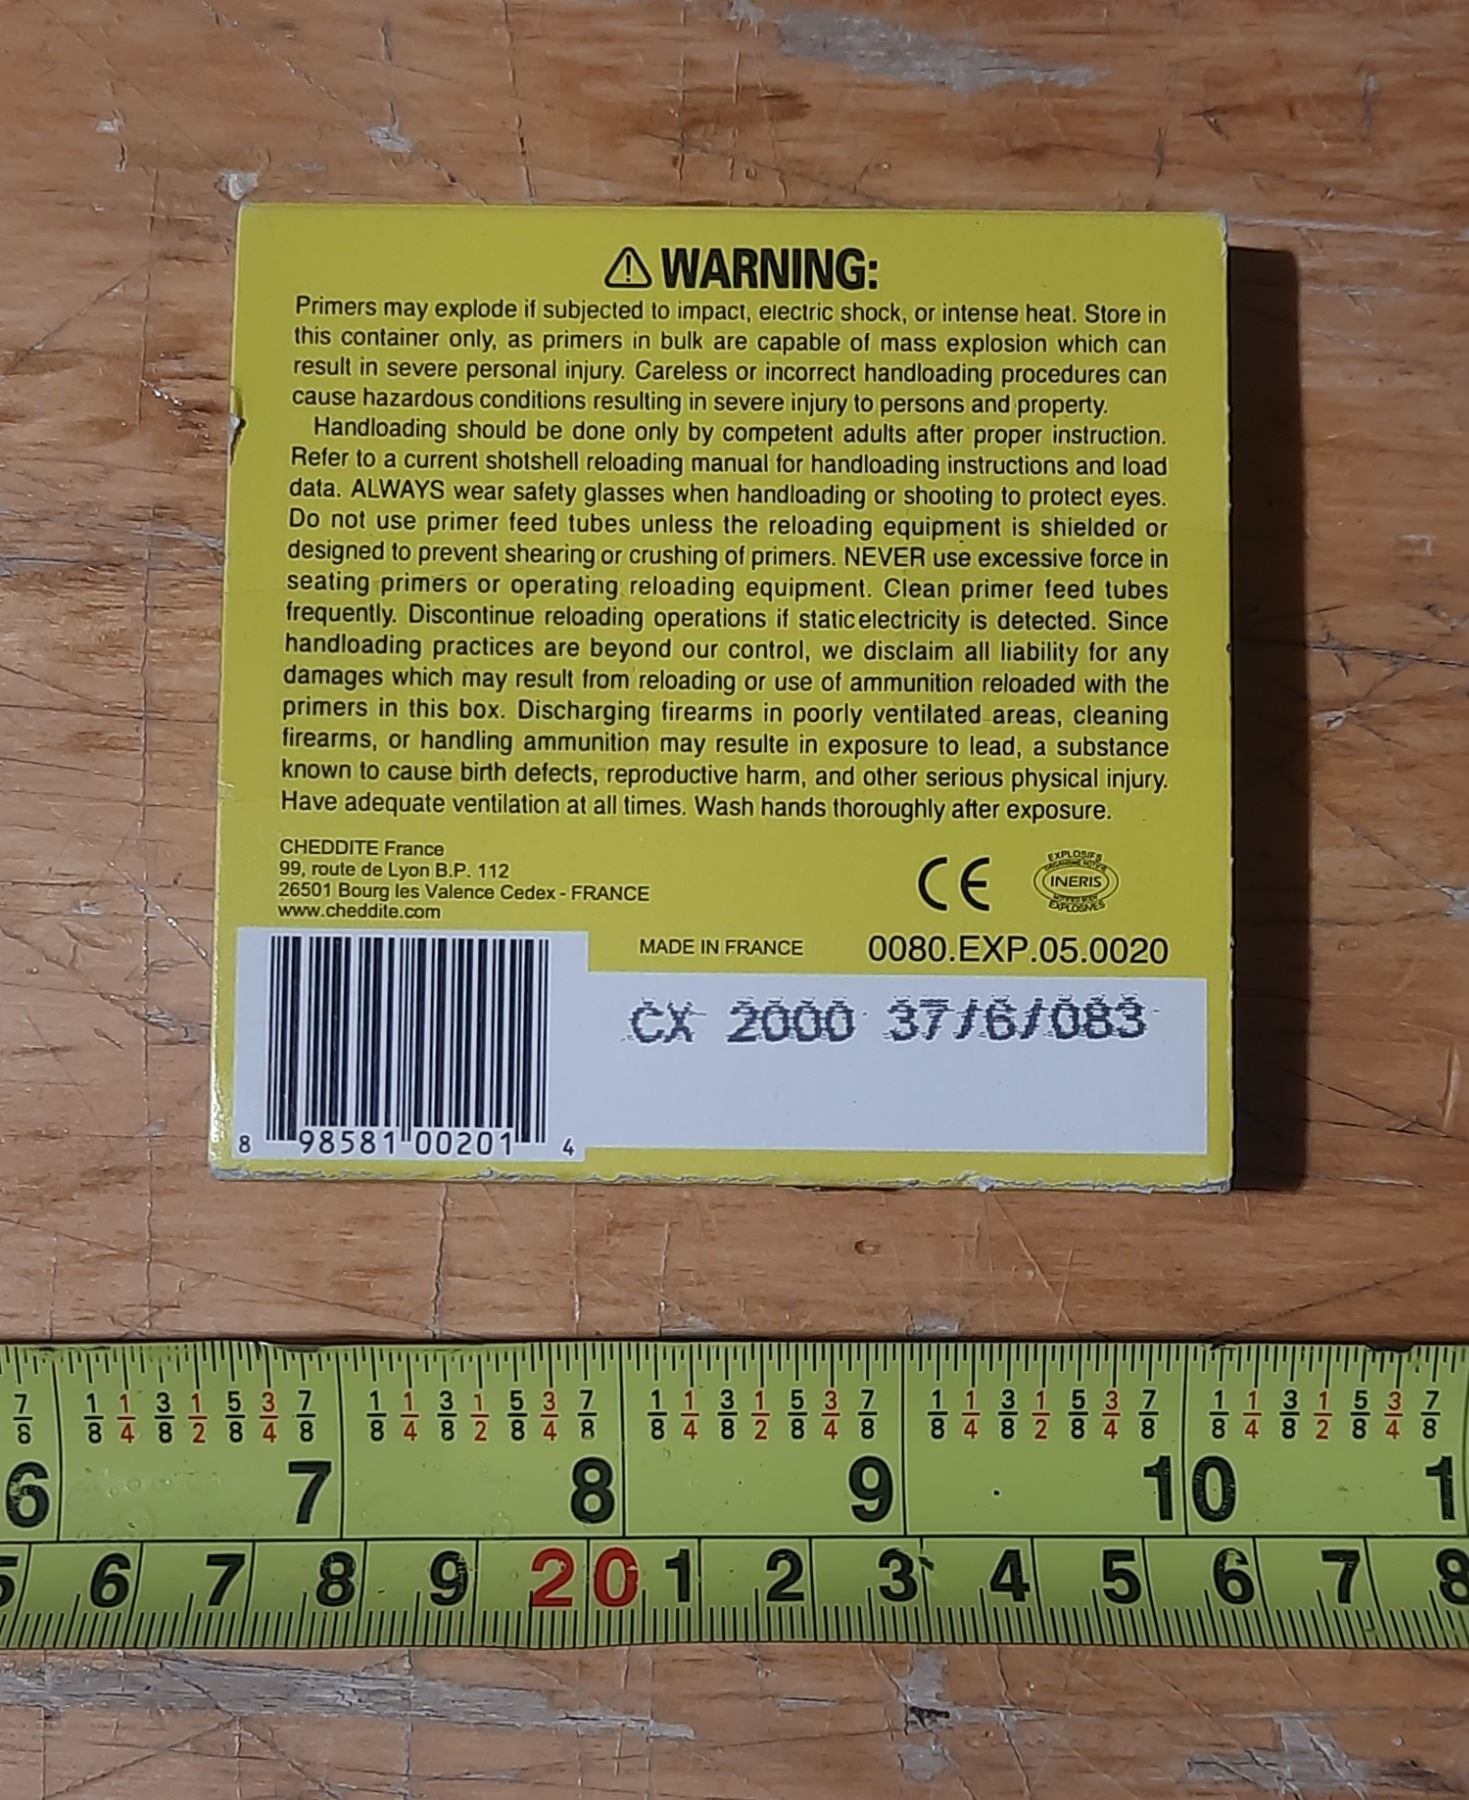 WARNING:
Primers may explode if subjected to impact, electric shock, or intense heat. Store in
this container only, as primers in bulk are capable of mass explosion which can
result in severe personal injury. Careless or incorrect handloading procedures can
cause hazardous conditions resulting in severe injury to persons and property.
Handloading should be done only by competent adults after proper instruction.
Refer to a current shotshell reloading manual for handloading instructions and load
data. ALWAYS wear safety glasses when handloading or shooting to protect eyes.
Do not use primer feed tubes unless the reloading equipment is shielded or
designed to prevent shearing or crushing of primers. NEVER use excessive force in
seating primers or operating reloading equipment. Clean primer feed tubes
frequently. Discontinue reloading operations if static electricity is detected. Since
handloading practices are beyond our control, we disclaim all liability for any
damages which may result from reloading or use of ammunition reloaded with the
primers in this box. Discharging firearms in poorly ventilated areas, cleaning
firearms, or handling ammunition may resulte in exposure to lead, a substance
known to cause birth defects, reproductive harm, and other serious physical injury.
Have adequate ventilation at all times. Wash hands thoroughly after exposure.
CHEDDITE France
99, route de Lyon B.P. 112
26501 Bourg les Valence Cedex - FRANCE
www.cheddite.com
CE
EXPLOSIFS
INERIS
EXPLOSIVES
MADE IN FRANCE
0080.EXP.05.0020
CX 2000 37/6/083
8 98581 00201 4
7/8 1/8 1/4 3/8 1/2 5/8 3/4 7/8 1/8 1/4 3/8 1/2 5/8 3/4 7/8 1/8 1/4 3/8 1/2 5/8 3/4 7/8 1/8 1/4 3/8 1/2 5/8 3/4 7/8 1/8 1/4 3/8 1/2 5/8 3/4 7/8
6 7 8 9 10 1
5 6 7 8 9 20 1 2 3 4 5 6 7 8